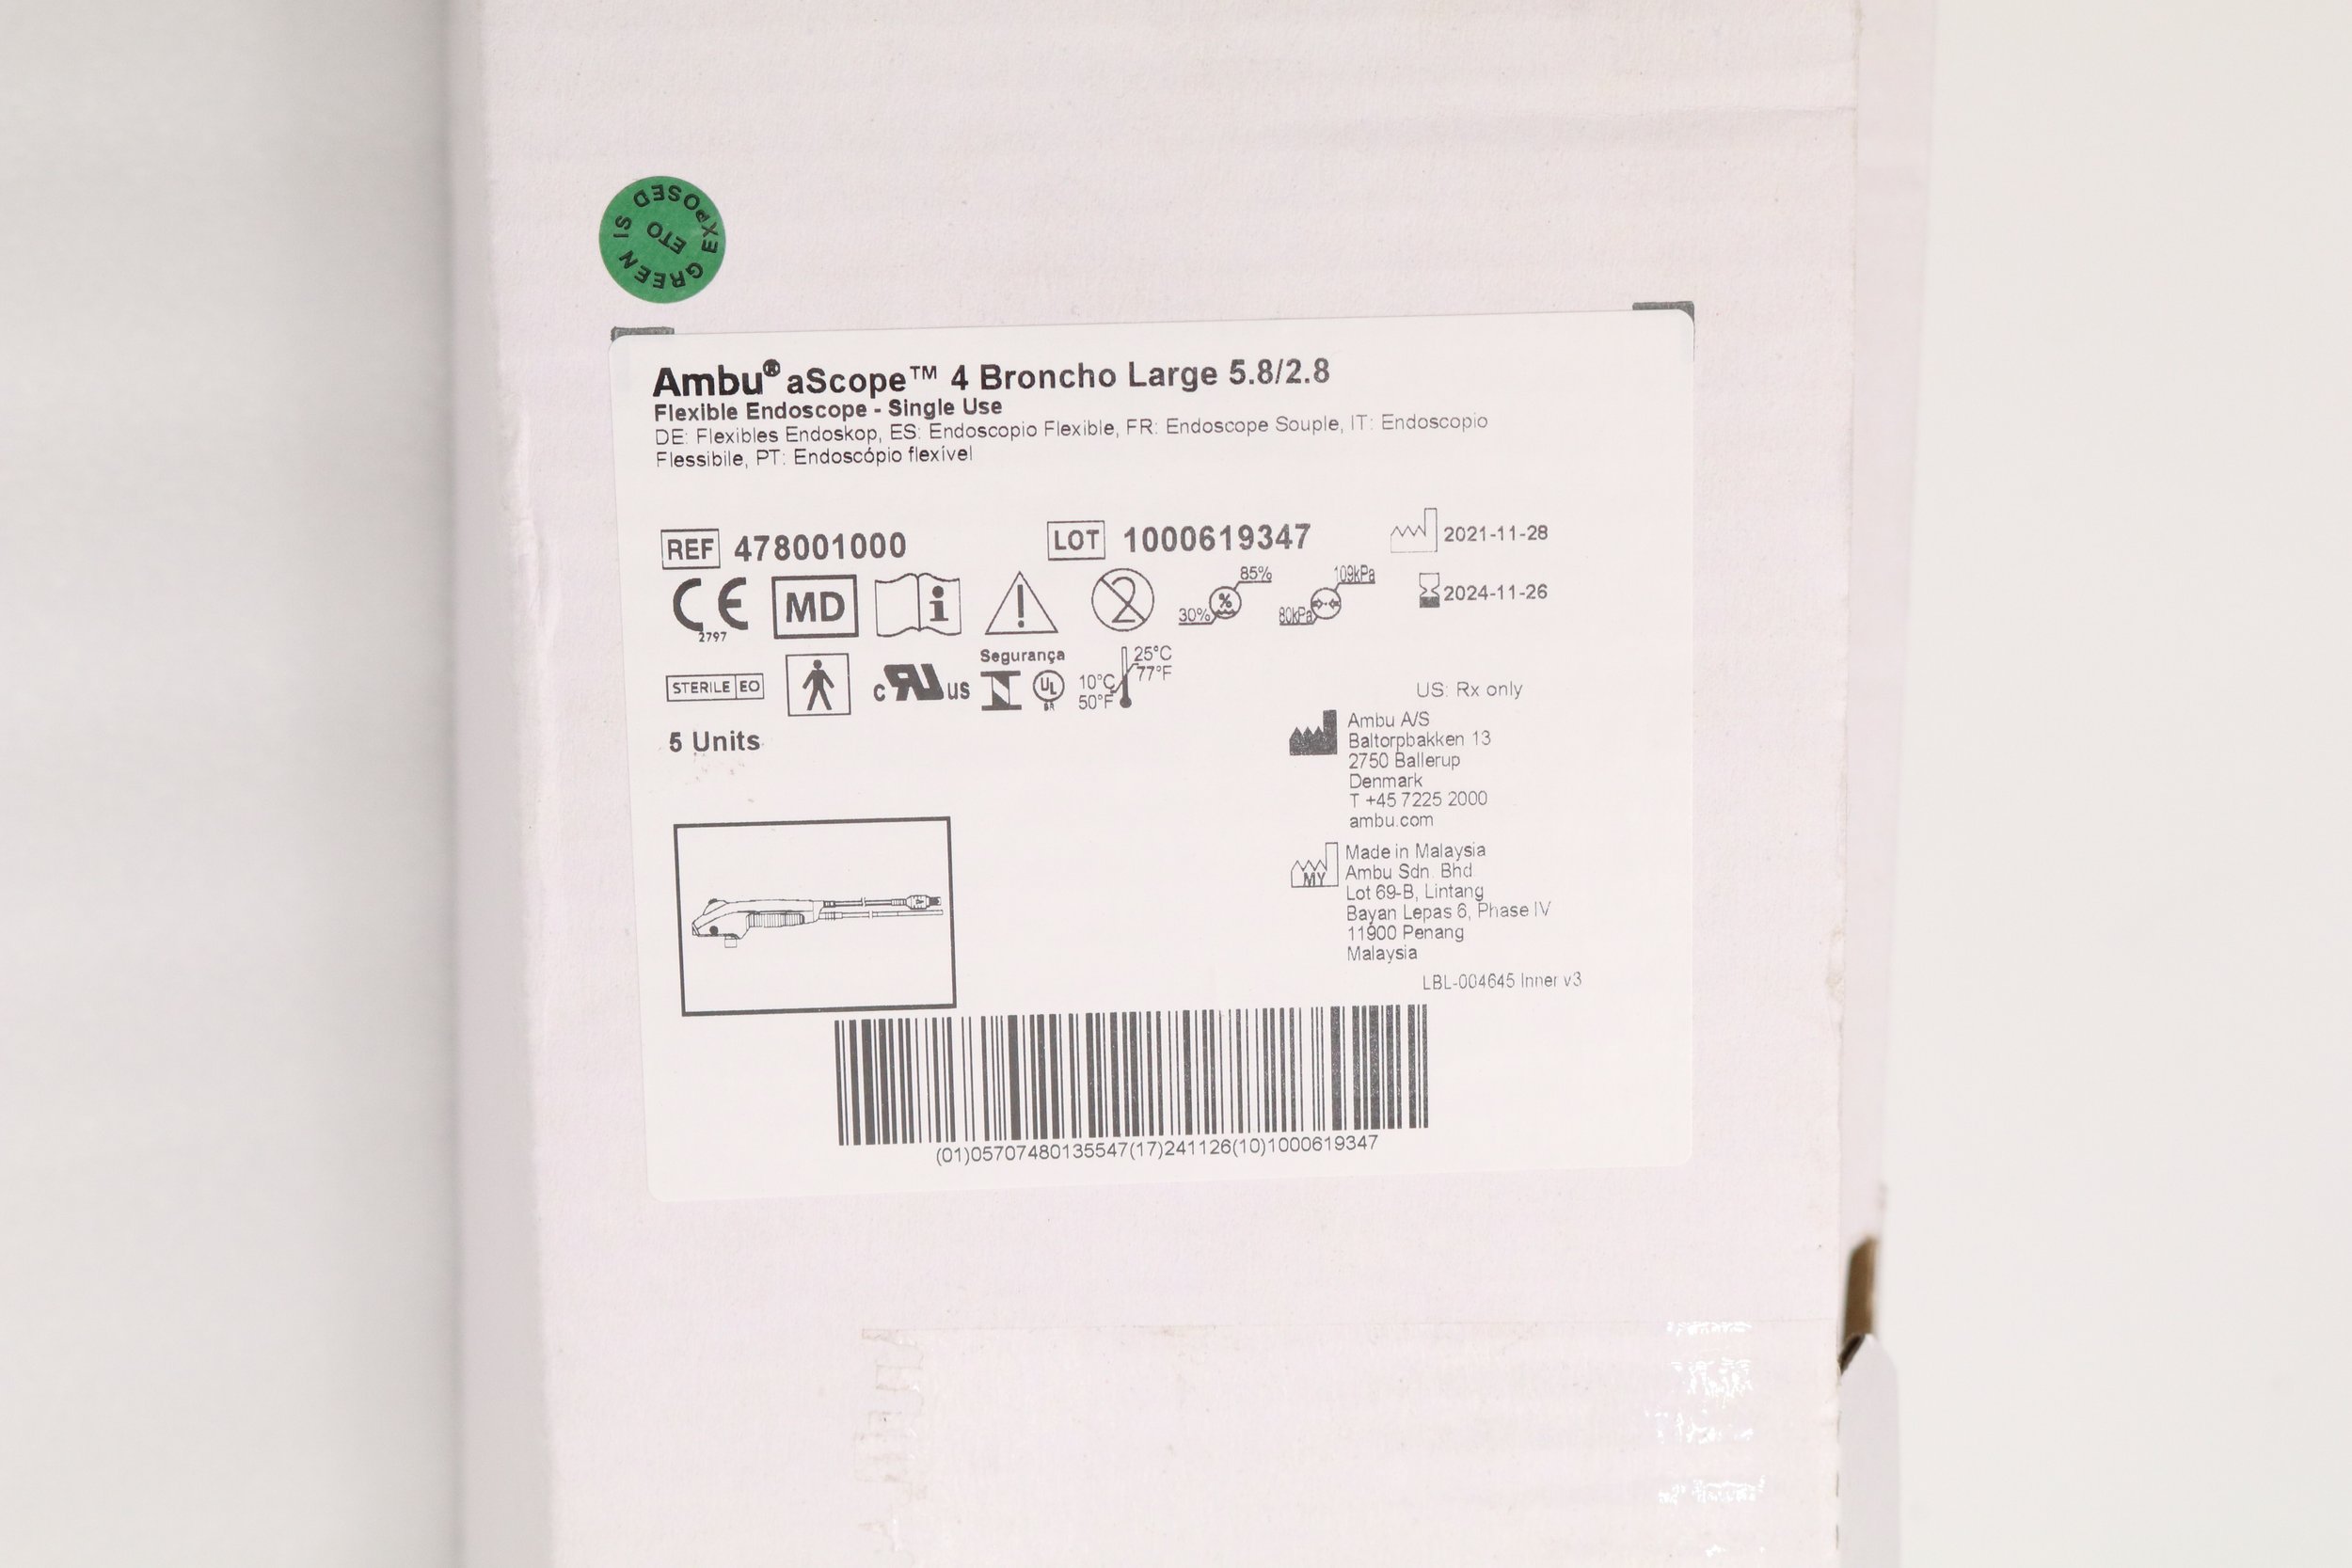 GREEN IS EXPOSED
ETO
Ambu® aScope™ 4 Broncho Large 5.8/2.8
Flexible Endoscope - Single Use
DE: Flexibles Endoskop, ES: Endoscopio Flexible, FR: Endoscope Souple, IT: Endoscopio
Flessibile, PT: Endoscópio flexível
REF 478001000 LOT 1000619347 2021-11-28
CE 2797 MD 30% 85% 80kPa 109kPa 2024-11-26
STERILE EO c us Segurança UL BR 10°C 50°F 25°C 77°F
US: Rx only
5 Units
Ambu A/S
Baltorpbakken 13
2750 Ballerup
Denmark
T +45 7225 2000
ambu.com
MY
Made in Malaysia
Ambu Sdn. Bhd
Lot 69-B, Lintang
Bayan Lepas 6, Phase IV
11900 Penang
Malaysia
LBL-004645 Inner v3
(01)05707480135547(17)241126(10)1000619347